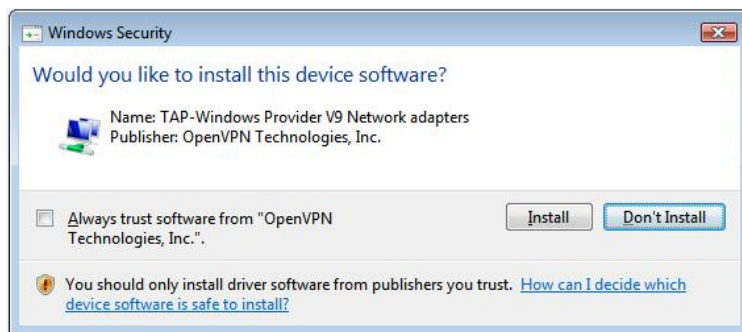 Windows Security
Would you like to install this device software?
Name: TAP-Windows Provider V9 Network adapters
Publisher: OpenVPN Technologies, Inc.
Always trust software from "OpenVPN
Technologies, Inc.".
Install
Don't Install
You should only install driver software from publishers you trust. How can I decide which
device software is safe to install?